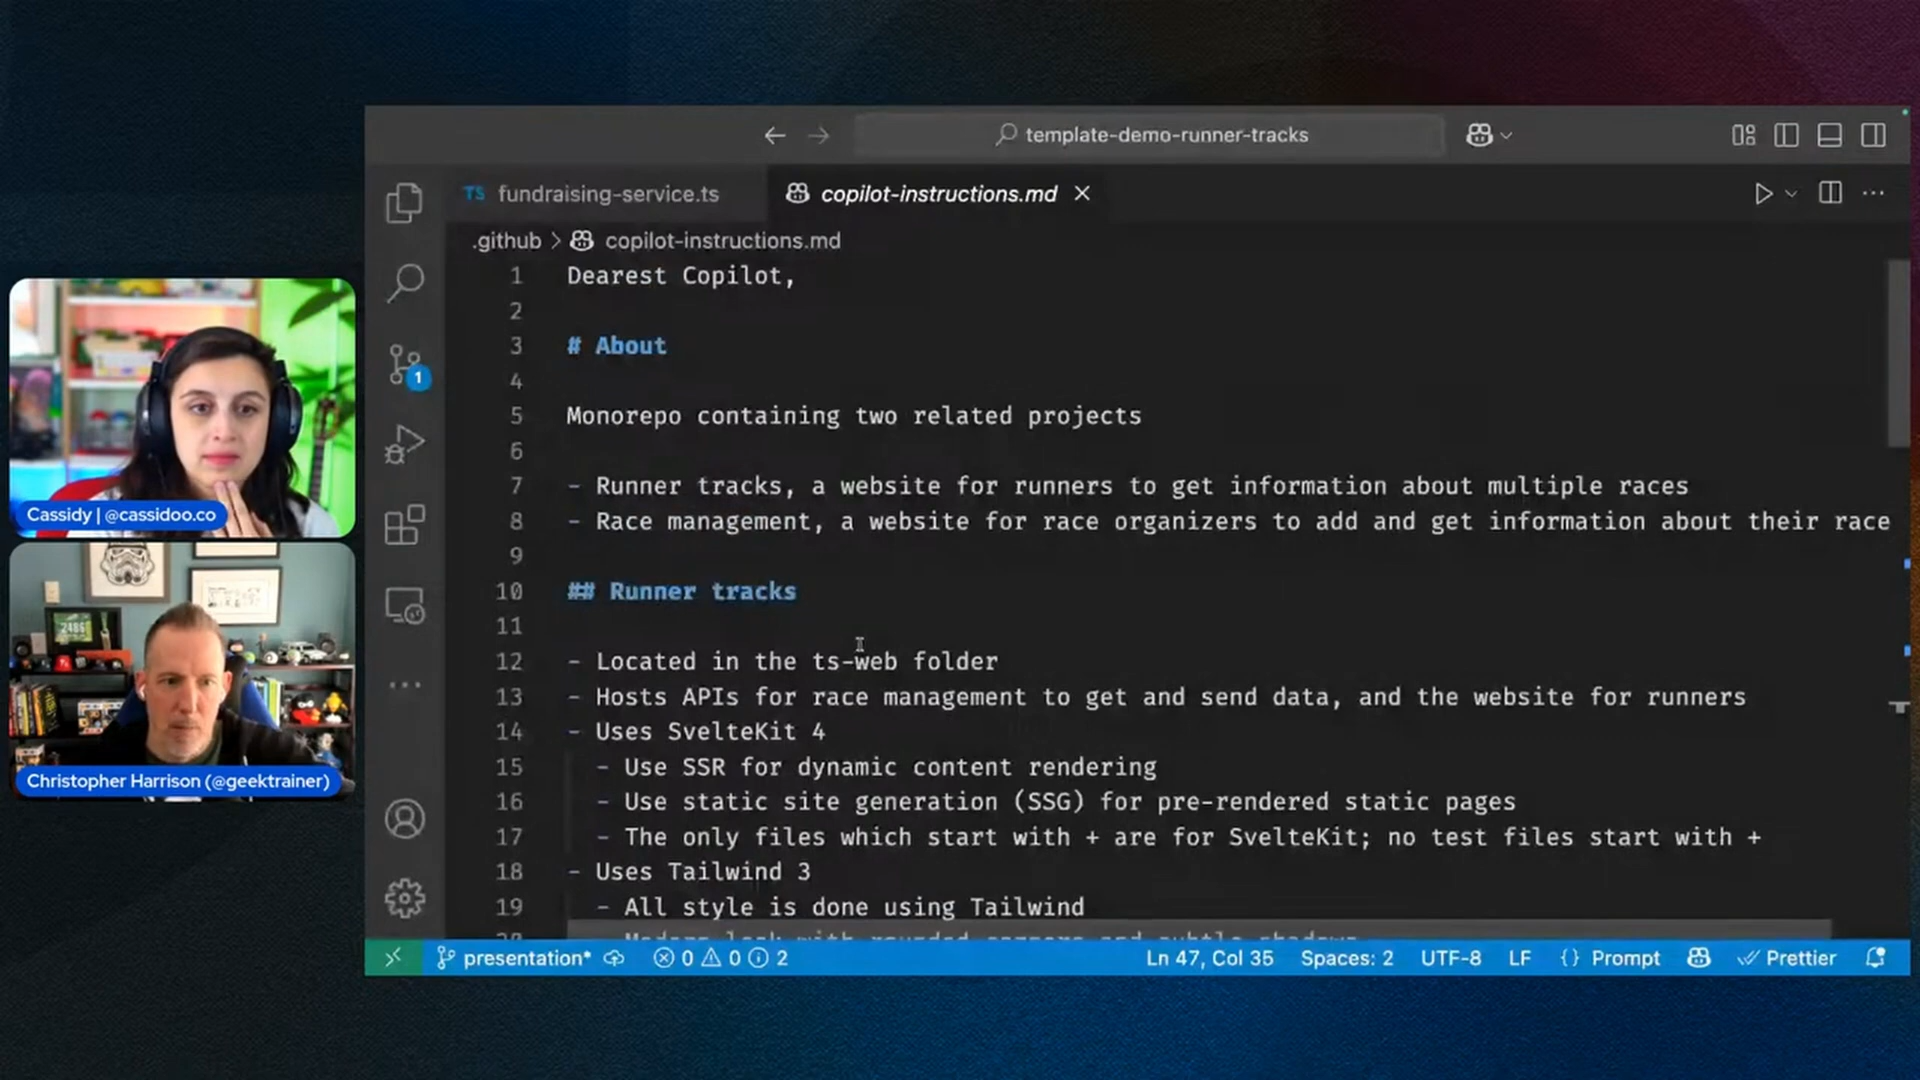 template-demo-runner-tracks
TS fundraising-service.ts
copilot-instructions.md
.github > copilot-instructions.md
1 Dearest Copilot,
2
3 # About
4
5 Monorepo containing two related projects
6
7 - Runner tracks, a website for runners to get information about multiple races
8 - Race management, a website for race organizers to add and get information about their race
9
10 ## Runner tracks
11
12 - Located in the ts-web folder
13 - Hosts APIs for race management to get and send data, and the website for runners
14 - Uses SvelteKit 4
15 - Use SSR for dynamic content rendering
16 - Use static site generation (SSG) for pre-rendered static pages
17 - The only files which start with + are for SvelteKit; no test files start with +
18 - Uses Tailwind 3
19 - All style is done using Tailwind
1
Cassidy | @cassidoo.co
2486
Christopher Harrison (@geektrainer)
presentation* 0 0 2 Ln 47, Col 35 Spaces: 2 UTF-8 LF {} Prompt Prettier